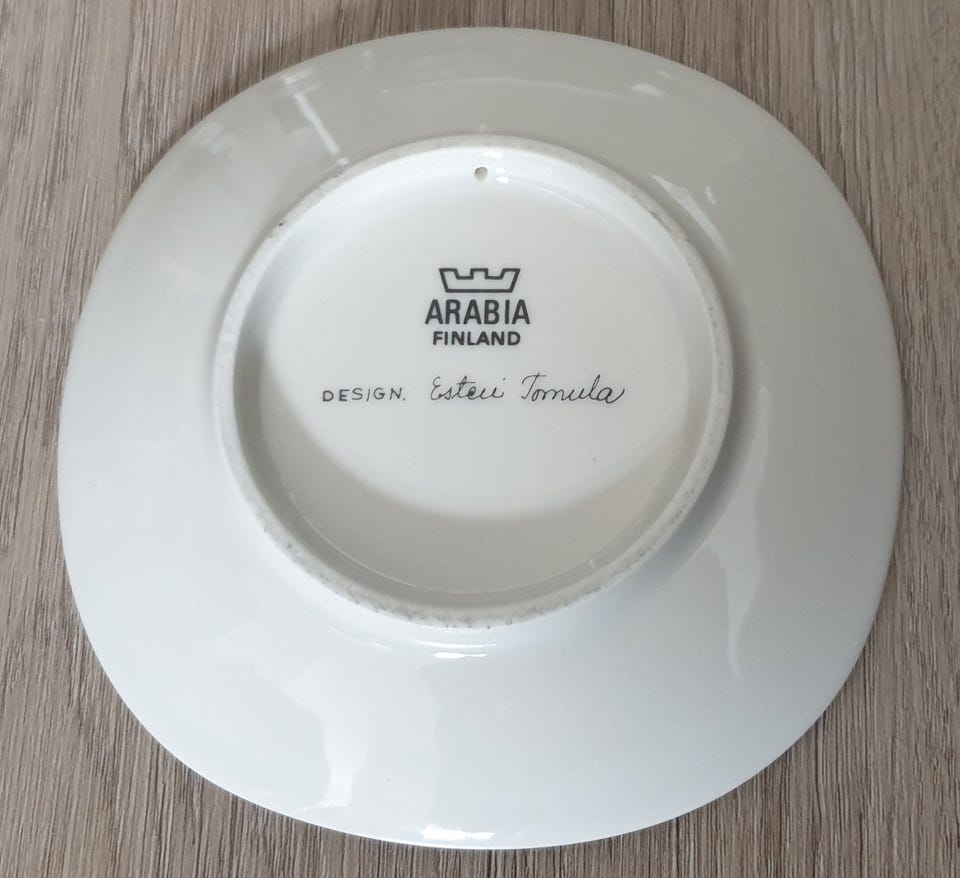 ARABIA
FINLAND
DESIGN. Esteri Tomula